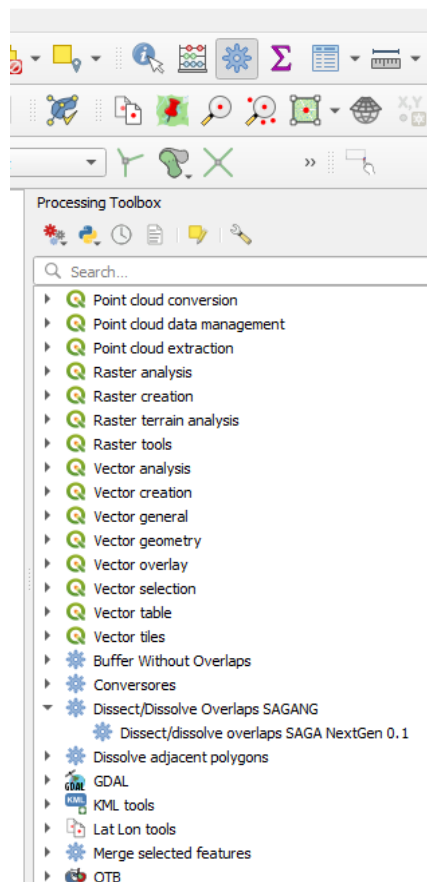 X,Y
Processing Toolbox
Search...
Point cloud conversion
Point cloud data management
Point cloud extraction
Raster analysis
Raster creation
Raster terrain analysis
Raster tools
Vector analysis
Vector creation
Vector general
Vector geometry
Vector overlay
Vector selection
Vector table
Vector tiles
Buffer Without Overlaps
Conversores
Dissect/Dissolve Overlaps SAGANG
Dissect/dissolve overlaps SAGA NextGen 0.1
Dissolve adjacent polygons
GDAL GDAL
KML KML tools
Lat Lon tools
Merge selected features
OTB